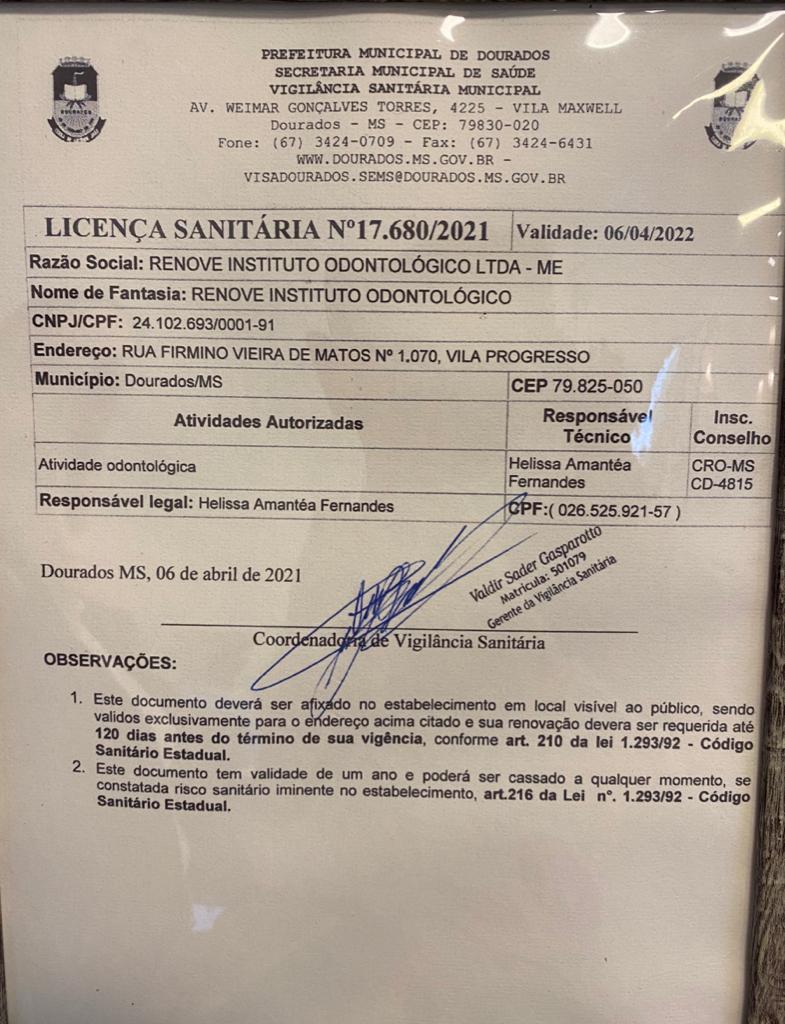 PREFEITURA MUNICIPAL DE DOURADOS
SECRETARIA MUNICIPAL DE SAÚDE
VIGILÂNCIA SANITÁRIA MUNICIPAL
AV. WEIMAR GONÇALVES TORRES, 4225 - VILA MAXWELL
Dourados - MS - CEP: 79830-020
Fone: (67) 3424-0709 - Fax: (67) 3424-6431
WWW.DOURADOS.MS.GOV.BR -
VISADOURADOS.SEMS@DOURADOS.MS.GOV.BR
DOURADOS
LICENÇA SANITÁRIA Nº17.680/2021 Validade: 06/04/2022
Razão Social: RENOVE INSTITUTO ODONTOLÓGICO LTDA - ME
Nome de Fantasia: RENOVE INSTITUTO ODONTOLÓGICO
CNPJ/CPF: 24.102.693/0001-91
Endereço: RUA FIRMINO VIEIRA DE MATOS Nº 1.070, VILA PROGRESSO
Município: Dourados/MS CEP 79.825-050
Atividades Autorizadas Responsável Técnico Insc. Conselho
Atividade odontológica Helissa Amantéa Fernandes CRO-MS CD-4815
Responsável legal: Helissa Amantéa Fernandes CPF:( 026.525.921-57 )
Dourados MS, 06 de abril de 2021
Valdir Sader Gasparotto
Matricula: 501079
Gerente da Vigilância Sanitária
Coordenadoria de Vigilância Sanitária
OBSERVAÇÕES:
1. Este documento deverá ser afixado no estabelecimento em local visível ao público, sendo
validos exclusivamente para o endereço acima citado e sua renovação devera ser requerida até
120 dias antes do término de sua vigência, conforme art. 210 da lei 1.293/92 - Código
Sanitário Estadual.
2. Este documento tem validade de um ano e poderá ser cassado a qualquer momento, se
constatada risco sanitário iminente no estabelecimento, art.216 da Lei n°. 1.293/92 - Código
Sanitário Estadual.